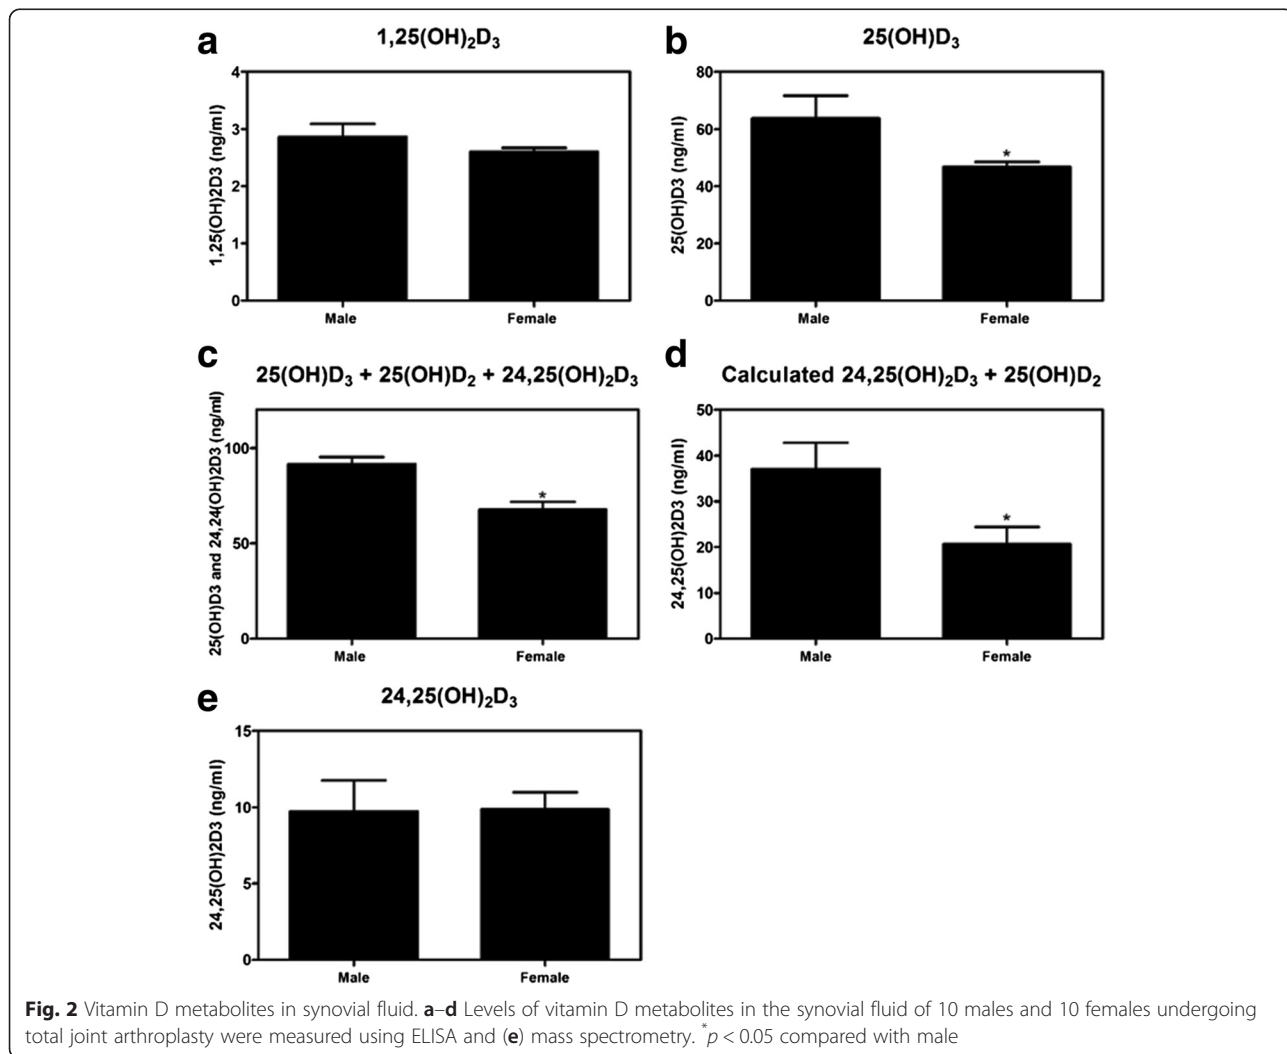 a
1,25(OH)₂D₃
1,25(OH)2D3 (ng/ml)
4
3
2
1
0
Male Female
b
25(OH)D₃
25(OH)D3 (ng/ml)
80
60
40
20
0
*
Male Female
c
25(OH)D₃ + 25(OH)D₂ + 24,25(OH)₂D₃
25(OH)D3 and 24,24(OH)2D3 (ng/ml)
100
50
0
*
Male Female
d
Calculated 24,25(OH)₂D₃ + 25(OH)D₂
24,25(OH)2D3 (ng/ml)
50
40
30
20
10
0
*
Male Female
e
24,25(OH)₂D₃
24,25(OH)2D3 (ng/ml)
15
10
5
0
Male Female
Fig. 2 Vitamin D metabolites in synovial fluid. a–d Levels of vitamin D metabolites in the synovial fluid of 10 males and 10 females undergoing
total joint arthroplasty were measured using ELISA and (e) mass spectrometry. *p < 0.05 compared with male